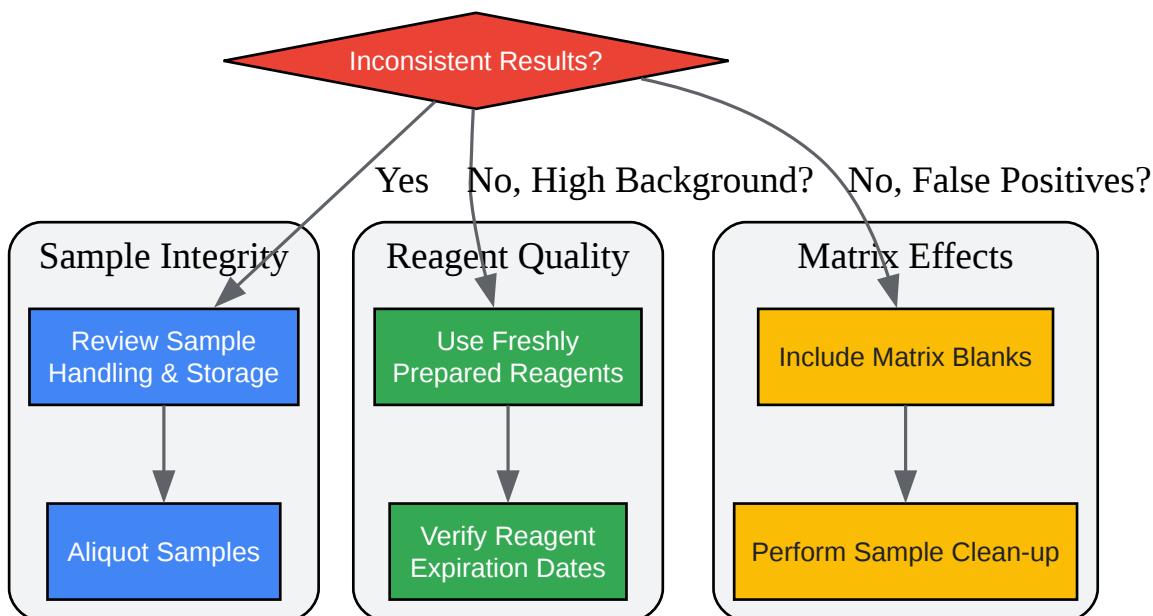 Inconsistent Results?
Yes
No, High Background?
No, False Positives?
Sample Integrity
Reagent Quality
Matrix Effects
Review Sample
Handling & Storage
Use Freshly
Prepared Reagents
Include Matrix Blanks
Aliquot Samples
Verify Reagent
Expiration Dates
Perform Sample Clean-up